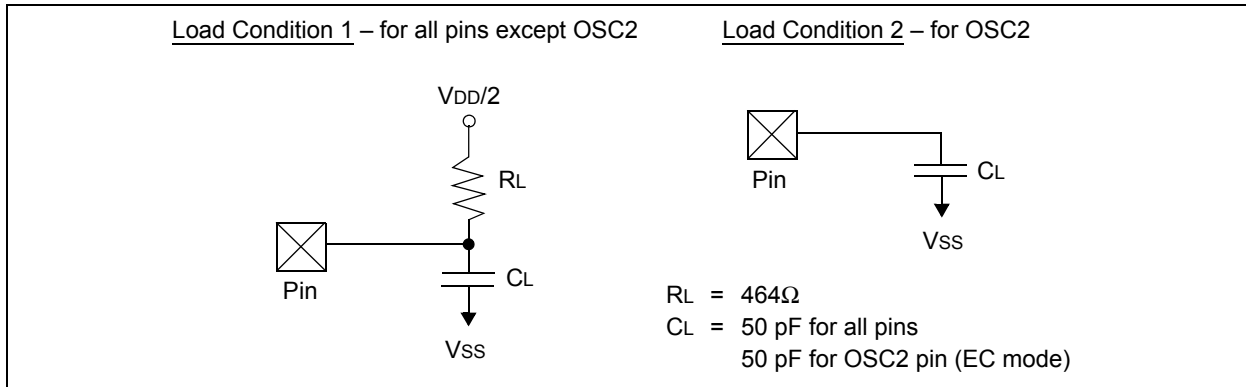 Load Condition 1 – for all pins except OSC2
Load Condition 2 – for OSC2
VDD/2
RL
Pin
CL
VSS
Pin
CL
VSS
RL = 464Ω
CL = 50 pF for all pins
50 pF for OSC2 pin (EC mode)